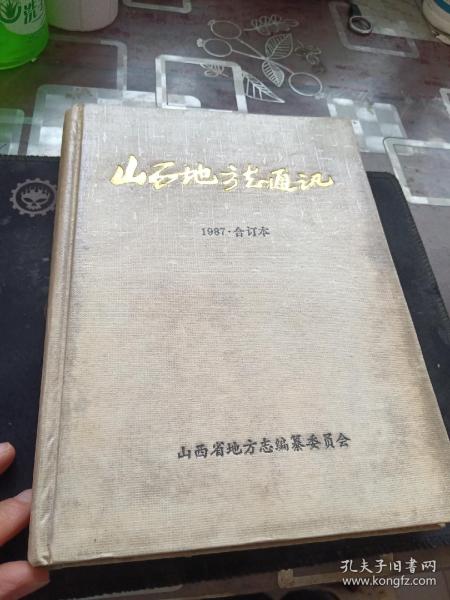 洗
山西地方志通讯
1987·合订本
山西省地方志编纂委员会
孔夫子旧书网
www.kongfz.com